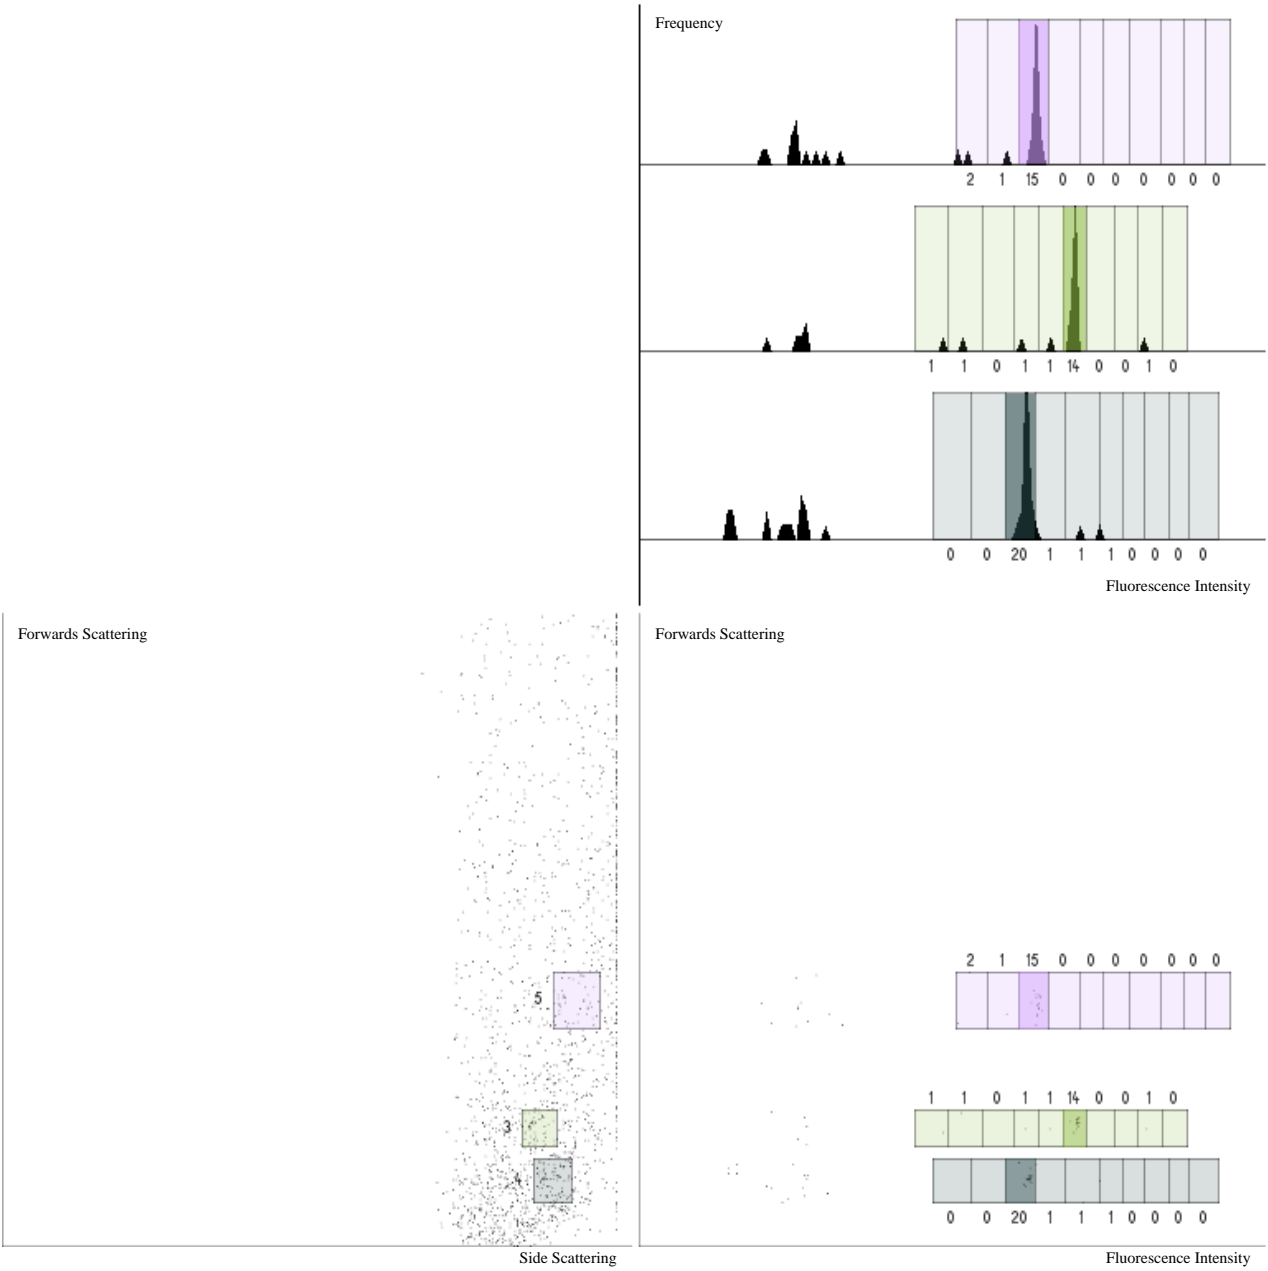 Frequency
2 1 15 0 0 0 0 0 0 0
1 1 0 1 1 14 0 0 1 0
0 0 20 1 1 1 0 0 0 0
Fluorescence Intensity
Forwards Scattering
Forwards Scattering
5
3
4
2 1 15 0 0 0 0 0 0 0
1 1 0 1 1 14 0 0 1 0
0 0 20 1 1 1 0 0 0 0
Side Scattering
Fluorescence Intensity